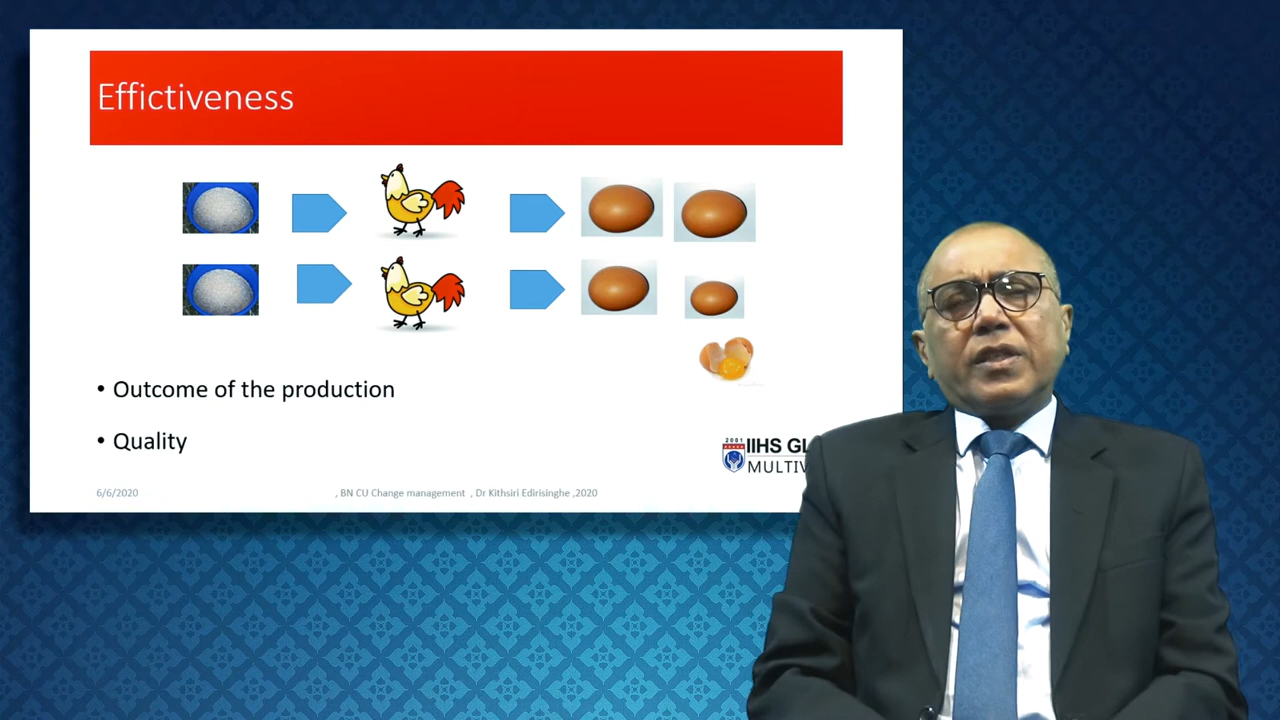 Effictiveness
• Outcome of the production
• Quality
2001
IIHS GL
MULTIV
6/6/2020
, BN CU Change management , Dr Kithsiri Edirisinghe ,2020